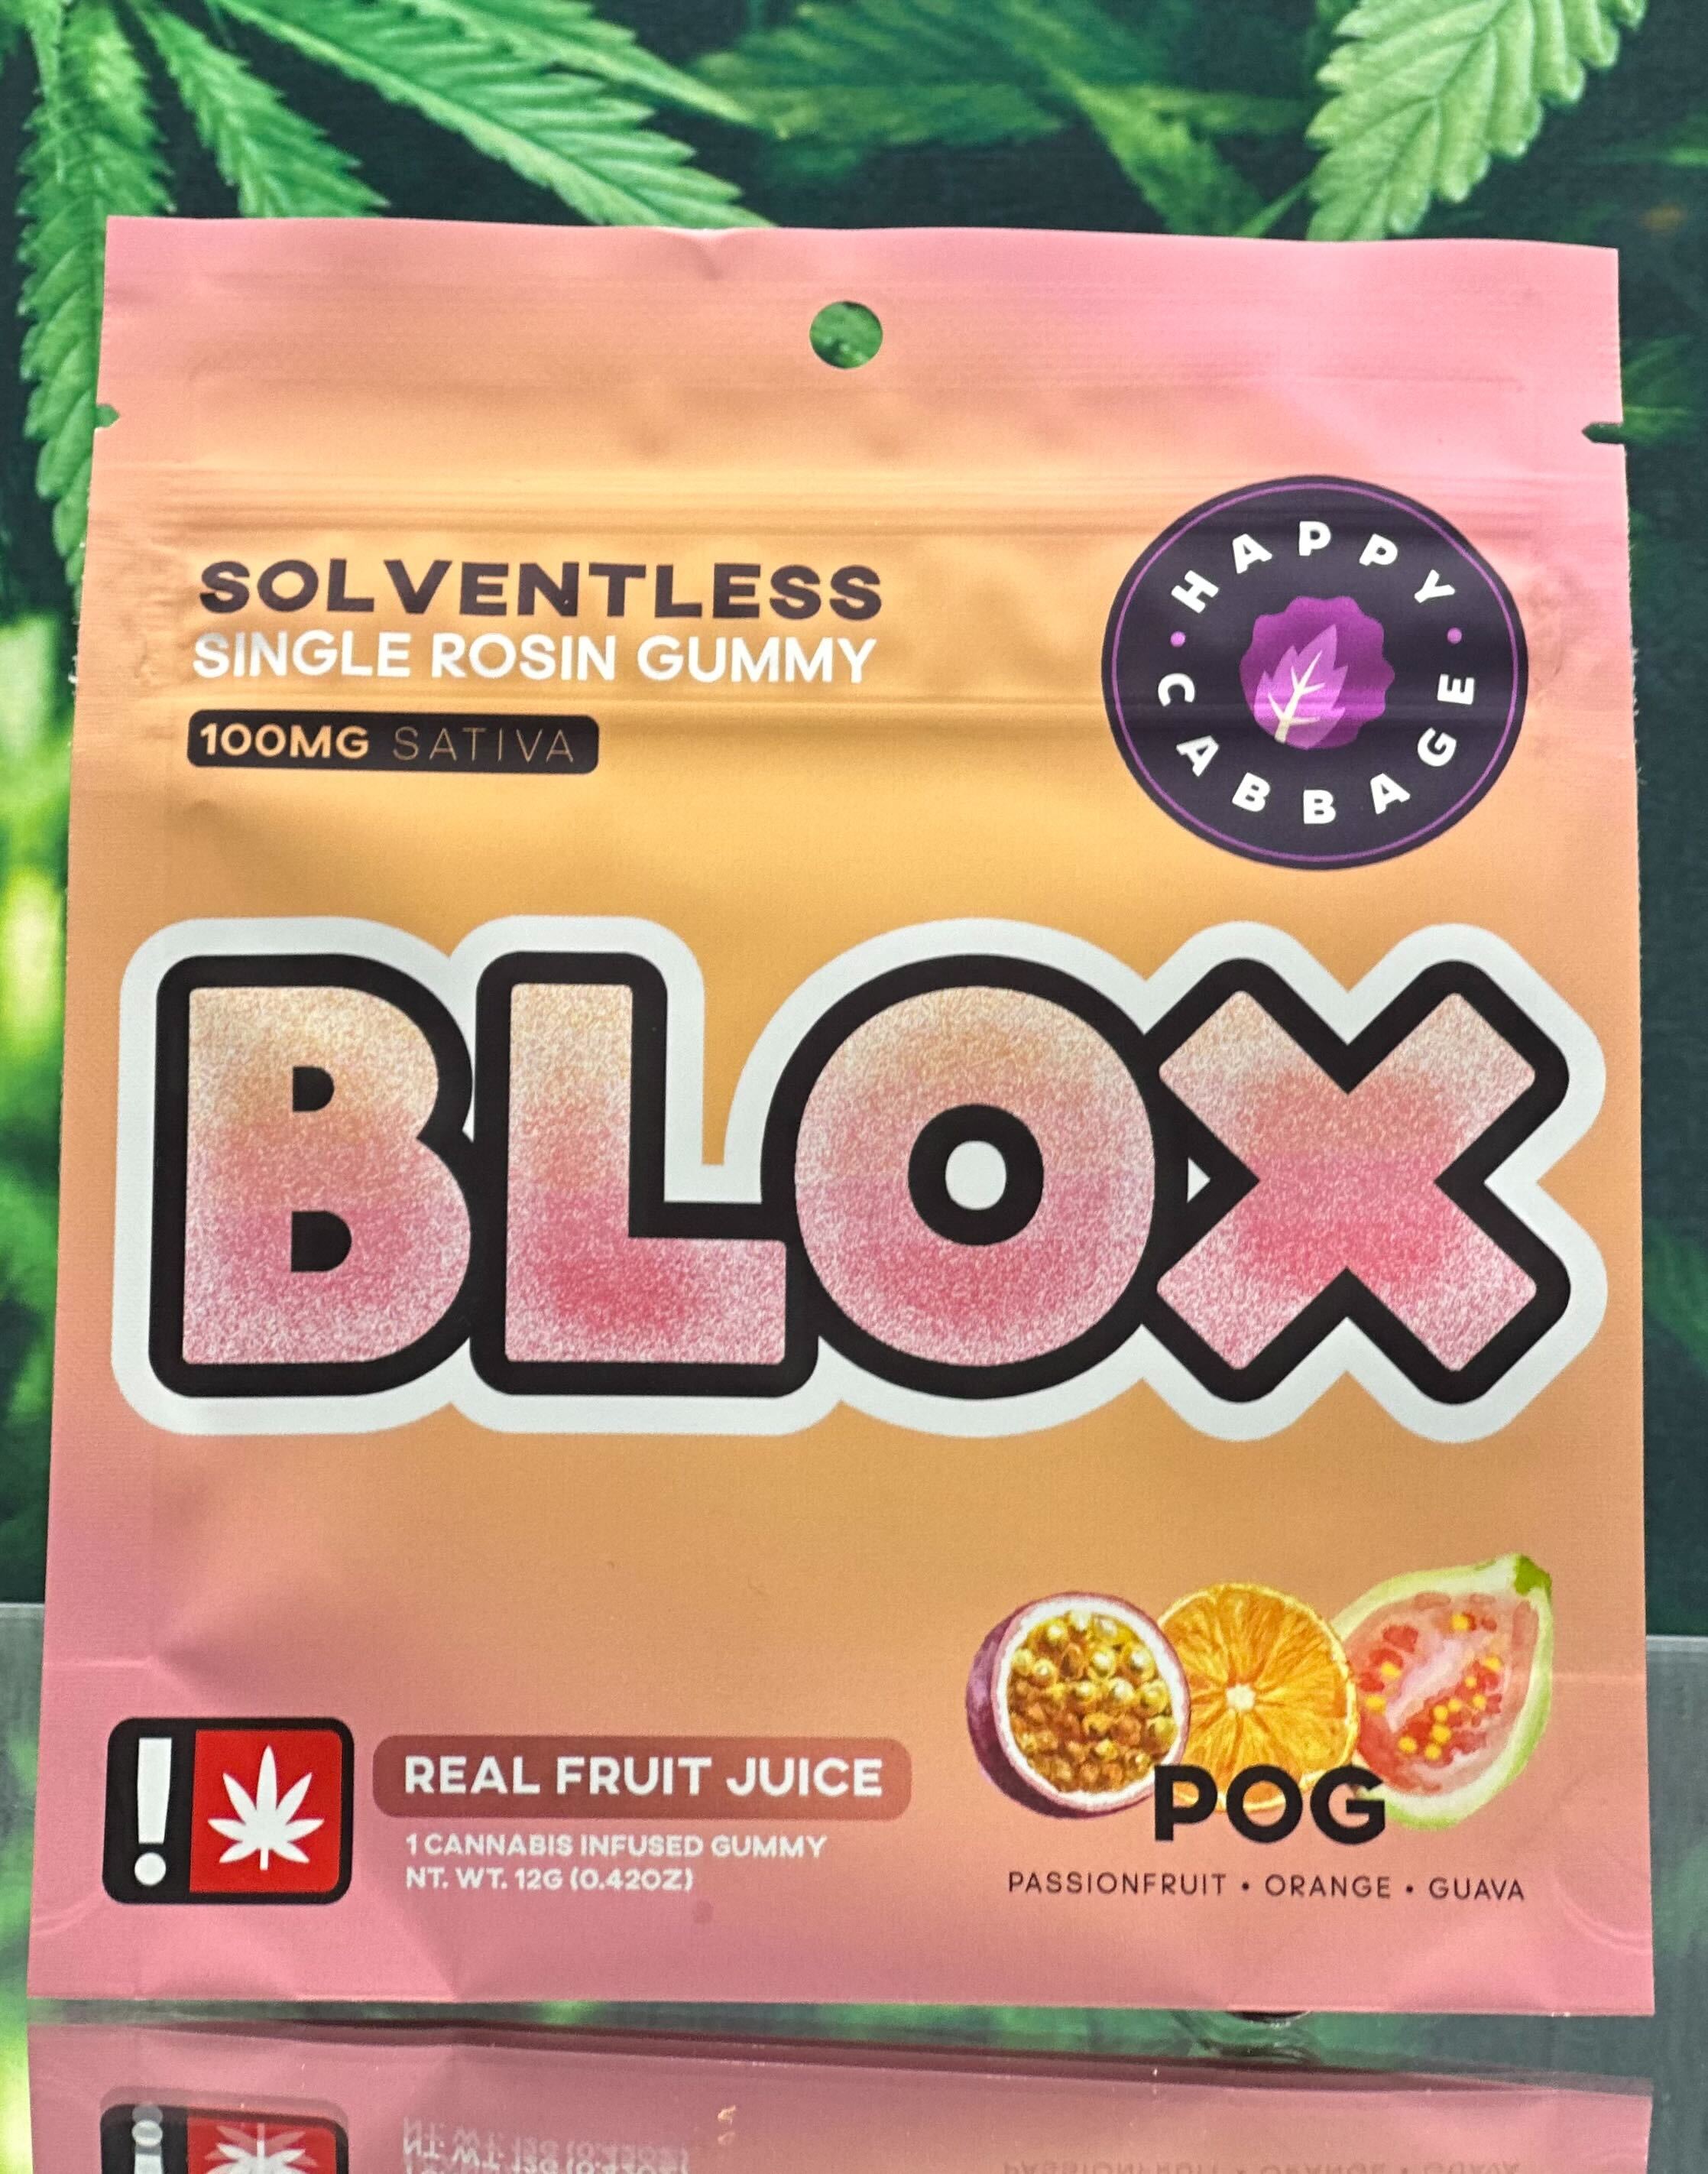 SOLVENTLESS
SINGLE ROSIN GUMMY
100MG SATIVA
HAPPY
CABBAGE
BLOX
!
REAL FRUIT JUICE
1 CANNABIS INFUSED GUMMY
NT. WT. 12G (0.42OZ)
POG
PASSIONFRUIT • ORANGE • GUAVA